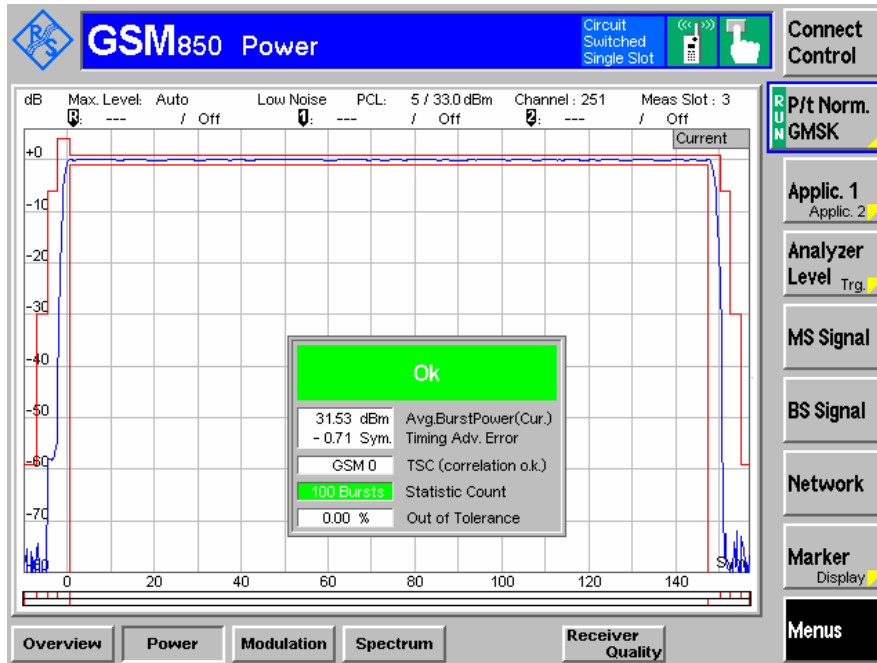 R&S
GSM850 Power
Circuit
Switched
Single Slot
Connect
Control
dB Max. Level: Auto Low Noise PCL: 5 / 33.0 dBm Channel : 251 Meas Slot : 3
R: --- / Off 1: --- / Off 2: --- / Off
Current
RUN
P/t Norm.
GMSK
Applic. 1
Applic. 2
Analyzer
Level Trg.
MS Signal
BS Signal
Network
Marker
Display
Menus
+0
-10
-20
-30
-40
-50
-60
-70
-80
Ok
31.53 dBm Avg.BurstPower(Cur.)
- 0.71 Sym. Timing Adv. Error
GSM 0 TSC (correlation o.k.)
100 Bursts Statistic Count
0.00 % Out of Tolerance
0 20 40 60 80 100 120 140
Overview
Power
Modulation
Spectrum
Receiver
Quality